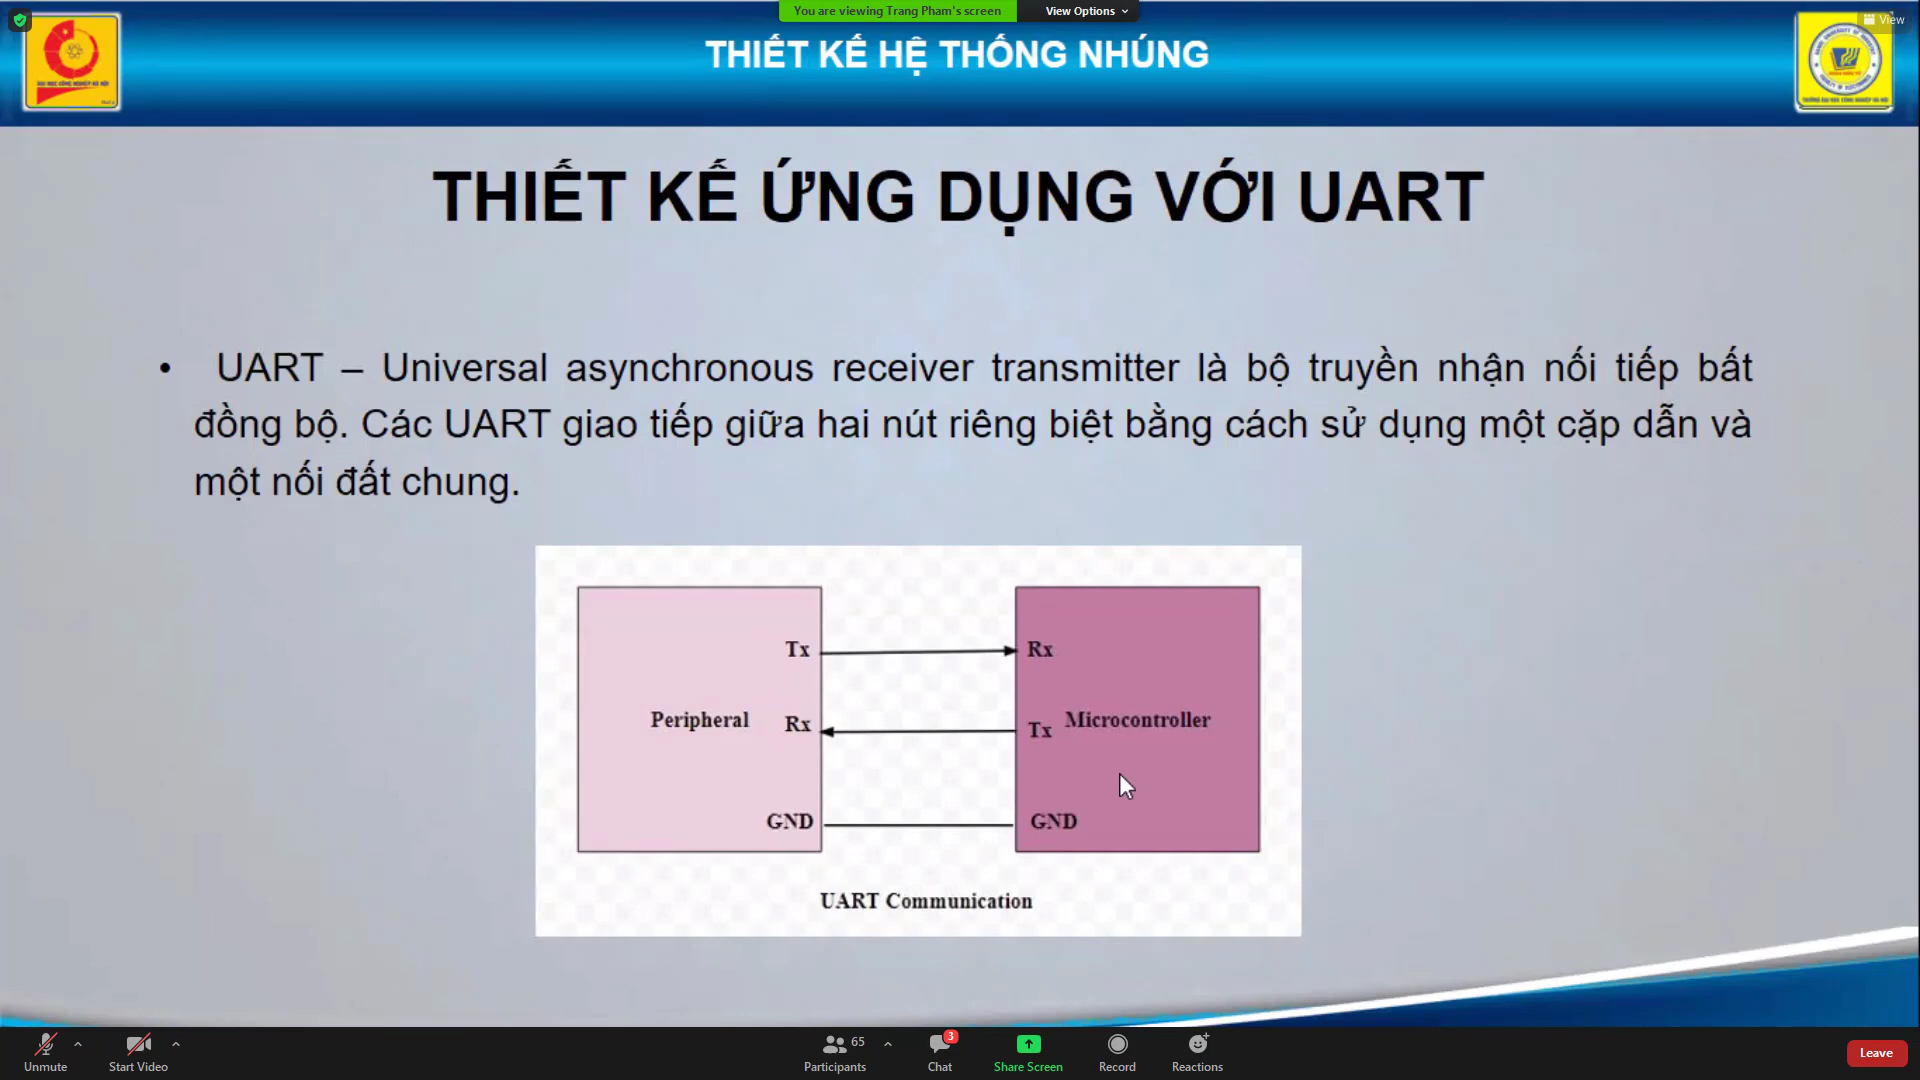 You are viewing Trang Pham's screen
View Options
View
THIẾT KẾ HỆ THỐNG NHÚNG
THIẾT KẾ ỨNG DỤNG VỚI UART
• UART – Universal asynchronous receiver transmitter là bộ truyền nhận nối tiếp bất
đồng bộ. Các UART giao tiếp giữa hai nút riêng biệt bằng cách sử dụng một cặp dẫn và
một nối đất chung.
Tx
Rx
Peripheral
Rx
Tx
Microcontroller
GND
GND
UART Communication
Unmute
Start Video
65
Participants
3
Chat
Share Screen
Record
Reactions
Leave